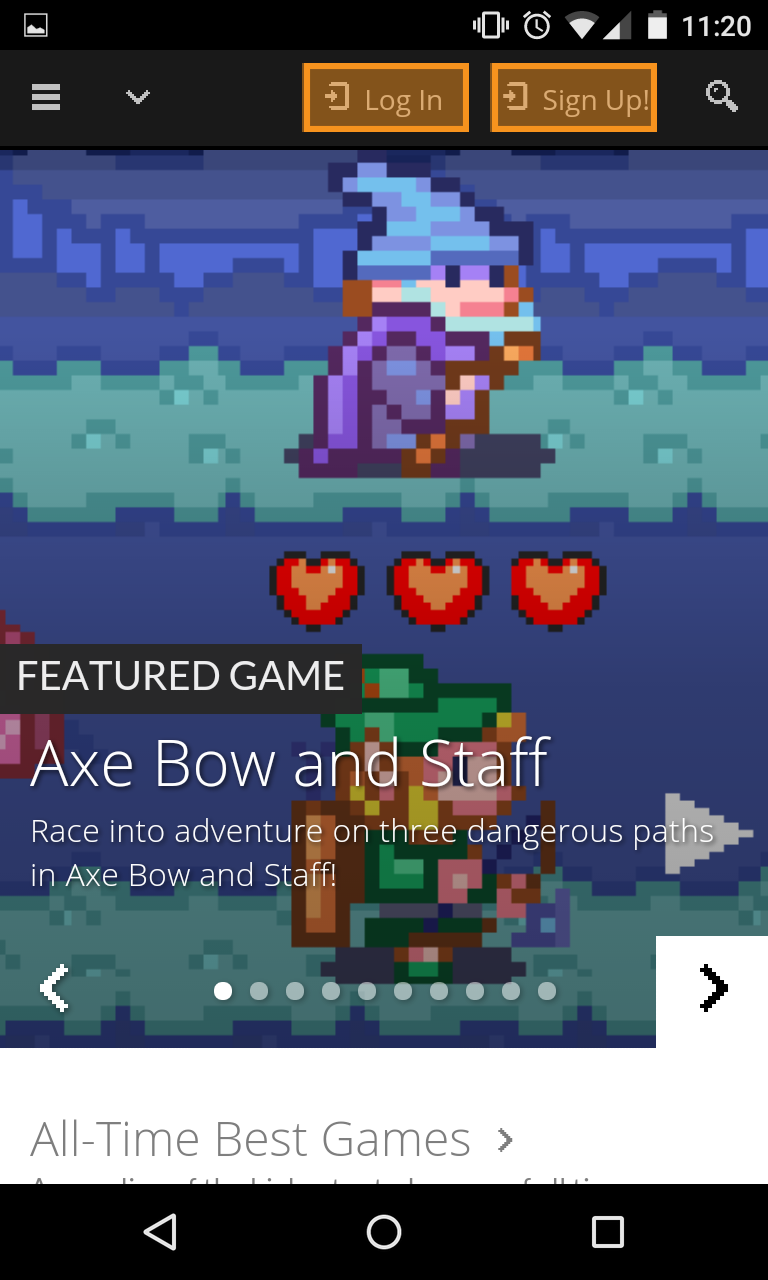 11:20
Log In
Sign Up!
FEATURED GAME
Axe Bow and Staff
Race into adventure on three dangerous paths
in Axe Bow and Staff!
All-Time Best Games